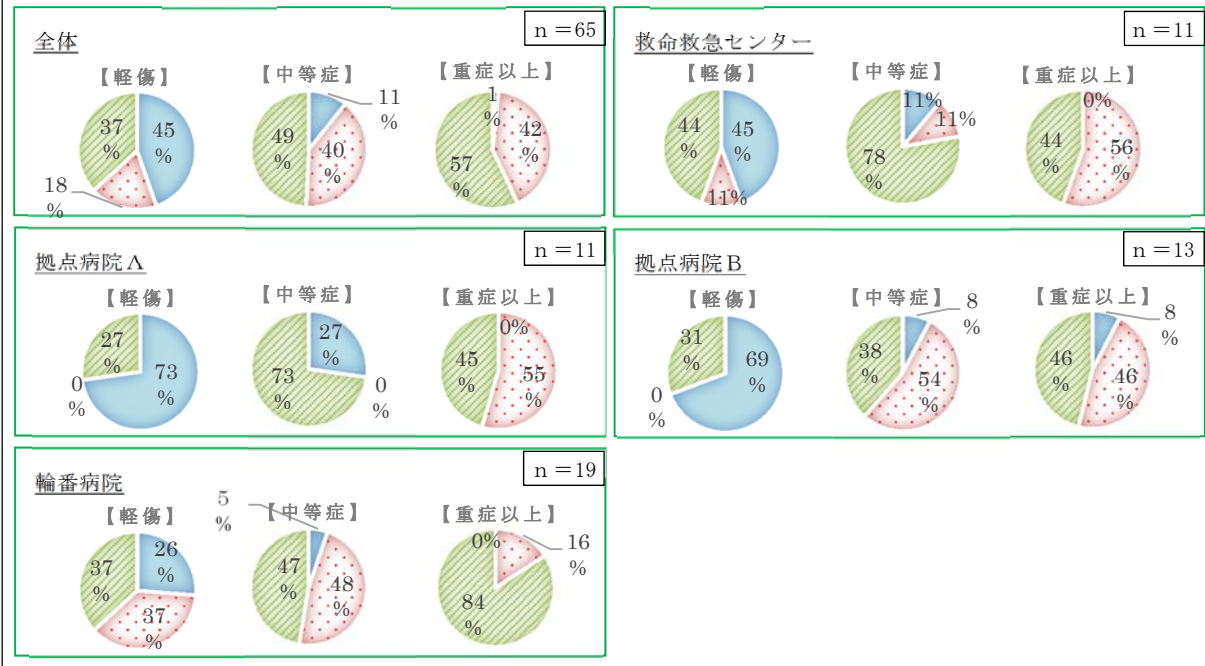 全体
n=65
【軽傷】
45%
18%
37%
【中等症】
11%
40%
49%
【重症以上】
1%
42%
57%
救命救急センター
n=11
【軽傷】
45%
11%
44%
【中等症】
11%
11%
78%
【重症以上】
0%
56%
44%
拠点病院A
n=11
【軽傷】
73%
0%
27%
【中等症】
27%
0%
73%
【重症以上】
0%
55%
45%
拠点病院B
n=13
【軽傷】
69%
0%
31%
【中等症】
8%
54%
38%
【重症以上】
8%
46%
46%
輪番病院
n=19
【軽傷】
26%
37%
37%
【中等症】
5%
48%
47%
【重症以上】
0%
16%
84%